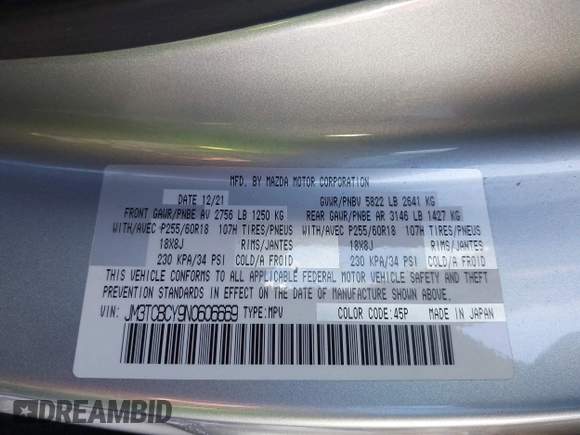 MFD. BY MAZDA MOTOR CORPORATION
DATE 12/21 GVWR/PNBV 5822 LB 2641 KG
FRONT GAWR/PNBE AV 2756 LB 1250 KG REAR GAWR/PNBE AR 3146 LB 1427 KG
WITH/AVEC P255/60R18 107H TIRES/PNEUS WITH/AVEC P255/60R18 107H TIRES/PNEUS
18X8J RIMS/JANTES 18X8J RIMS/JANTES
230 KPA/34 PSI COLD/A FROID 230 KPA/34 PSI COLD/A FROID
THIS VEHICLE CONFORMS TO ALL APPLICABLE FEDERAL MOTOR VEHICLE SAFETY AND THEFT
PREVENTION STANDARDS IN EFFECT ON THE DATE OF MANUFACTURE SHOWN ABOVE.
VIN: JM3TCBCY9N0606669 TYPE:MPV COLOR CODE:45P MADE IN JAPAN
DREAMBID